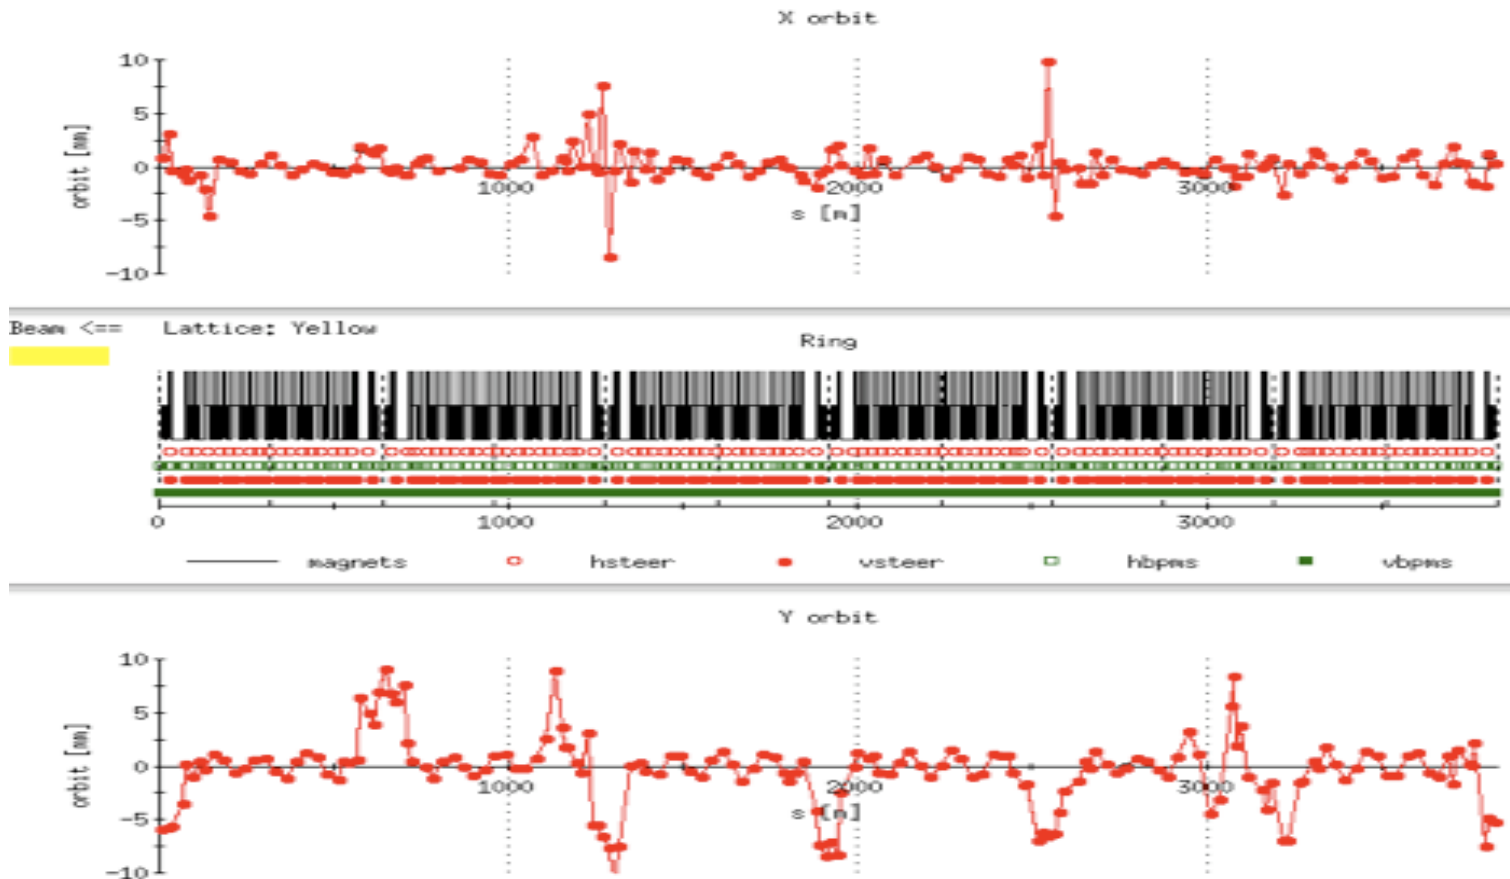 X orbit
10
5
0
-5
-10
orbit [mm]
1000
2000
3000
s [m]
Beam <== Lattice: Yellow
Ring
0
1000
2000
3000
magnets hsteer vsteer hbpms vbpms
Y orbit
10
5
0
-5
-10
orbit [mm]
1000
2000
3000
s [m]